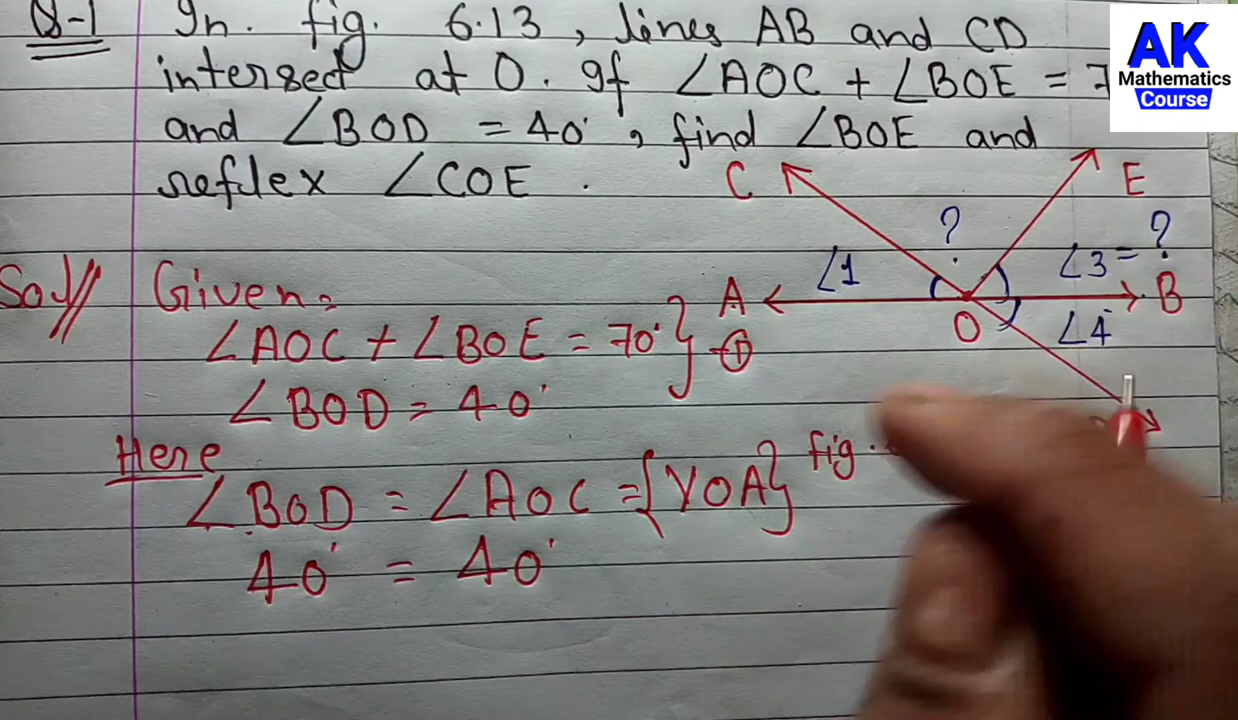 Q-1 In. fig. 6.13, lines AB and CD
intersect at O. If ∠AOC + ∠BOE = 7
and ∠BOD = 40°, find ∠BOE and
reflex ∠COE.
AK
Mathematics
Course
C E
?
∠1 ∠3 = ?
A B
O ∠4
Sol// Given=
∠AOC + ∠BOE = 70°} -①
∠BOD = 40°
Here fig.
∠BOD = ∠AOC = {VOA}
40° = 40°